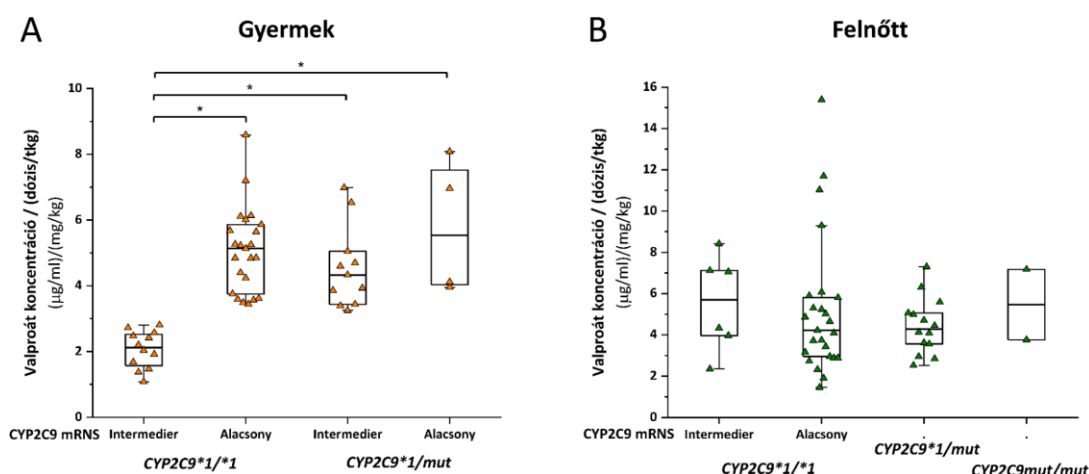 A
Gyermek
*
*
*
Valproát koncentráció / (dózis/tkg)
(µg/ml)/(mg/kg)
10
8
6
4
2
0
CYP2C9 mRNS
Intermedier
Alacsony
Intermedier
Alacsony
CYP2C9*1/*1
CYP2C9*1/mut
B
Felnőtt
Valproát koncentráció / (dózis/tkg)
(µg/ml)/(mg/kg)
16
14
12
10
8
6
4
2
0
CYP2C9 mRNS
Intermedier
Alacsony
.
.
CYP2C9*1/*1
CYP2C9*1/mut
CYP2C9mut/mut